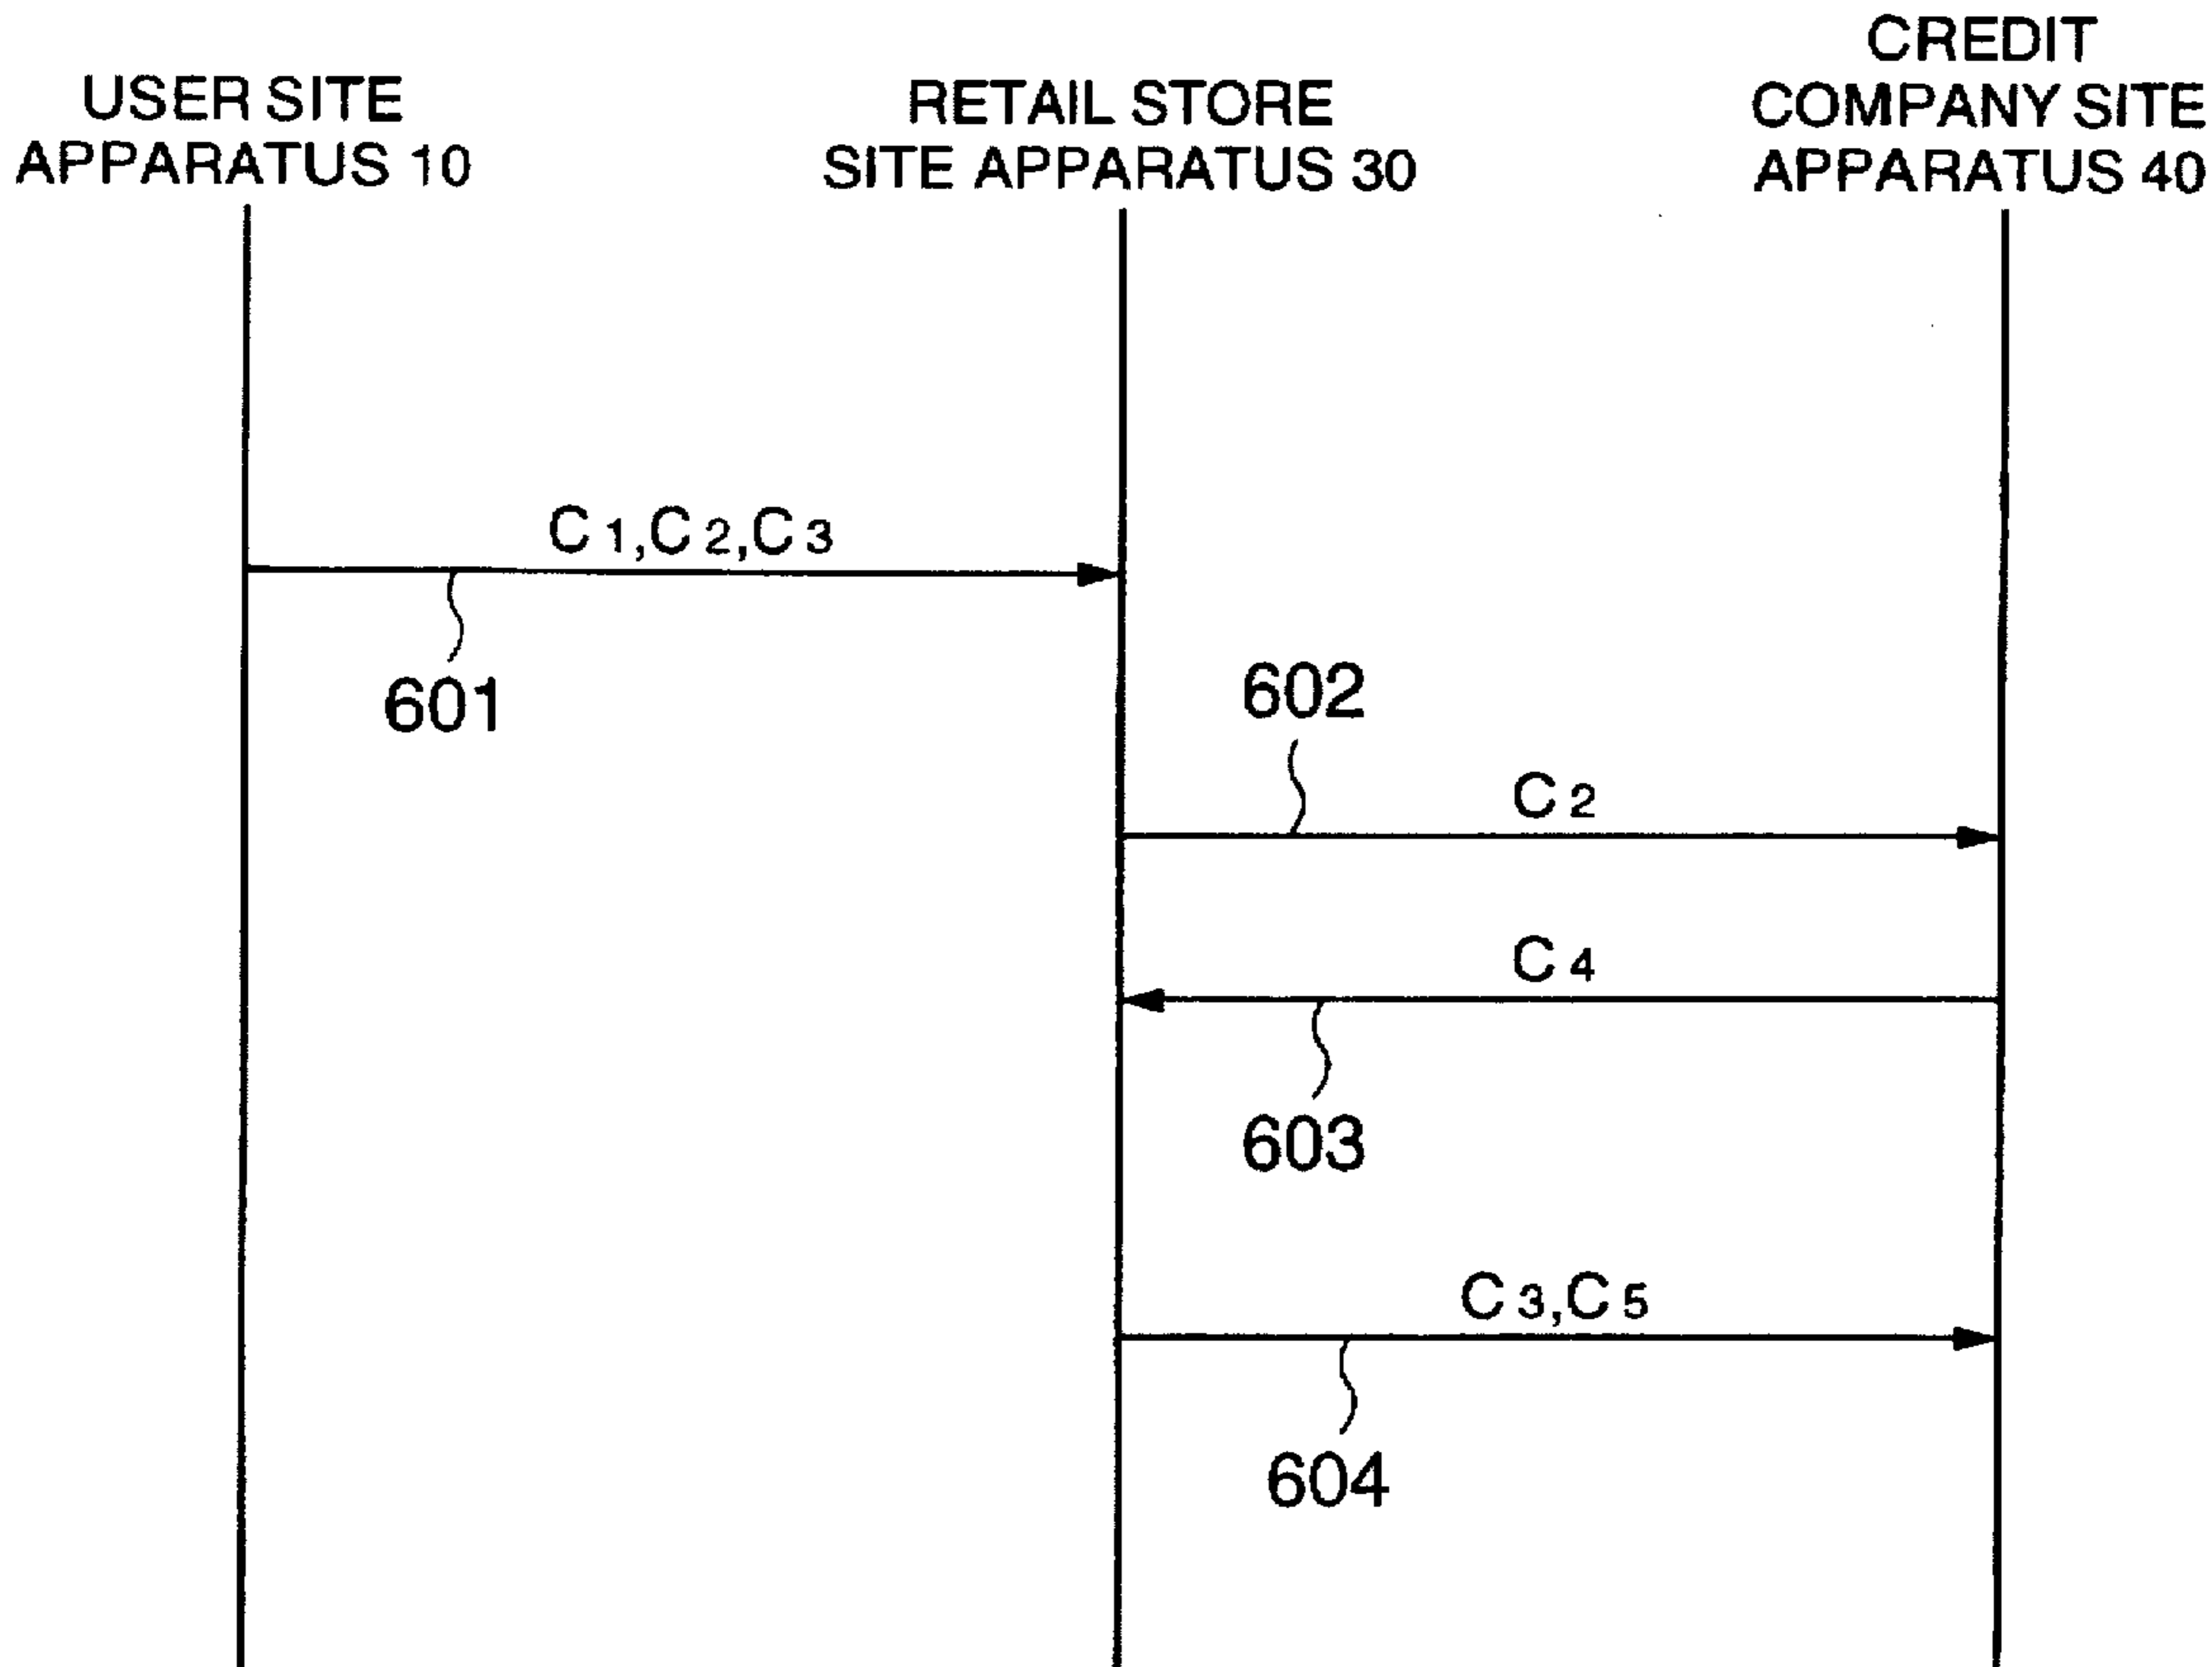 USER SITE
APPARATUS 10
RETAIL STORE
SITE APPARATUS 30
CREDIT
COMPANY SITE
APPARATUS 40
C1,C2,C3
601
602
C2
C4
603
C3,C5
604